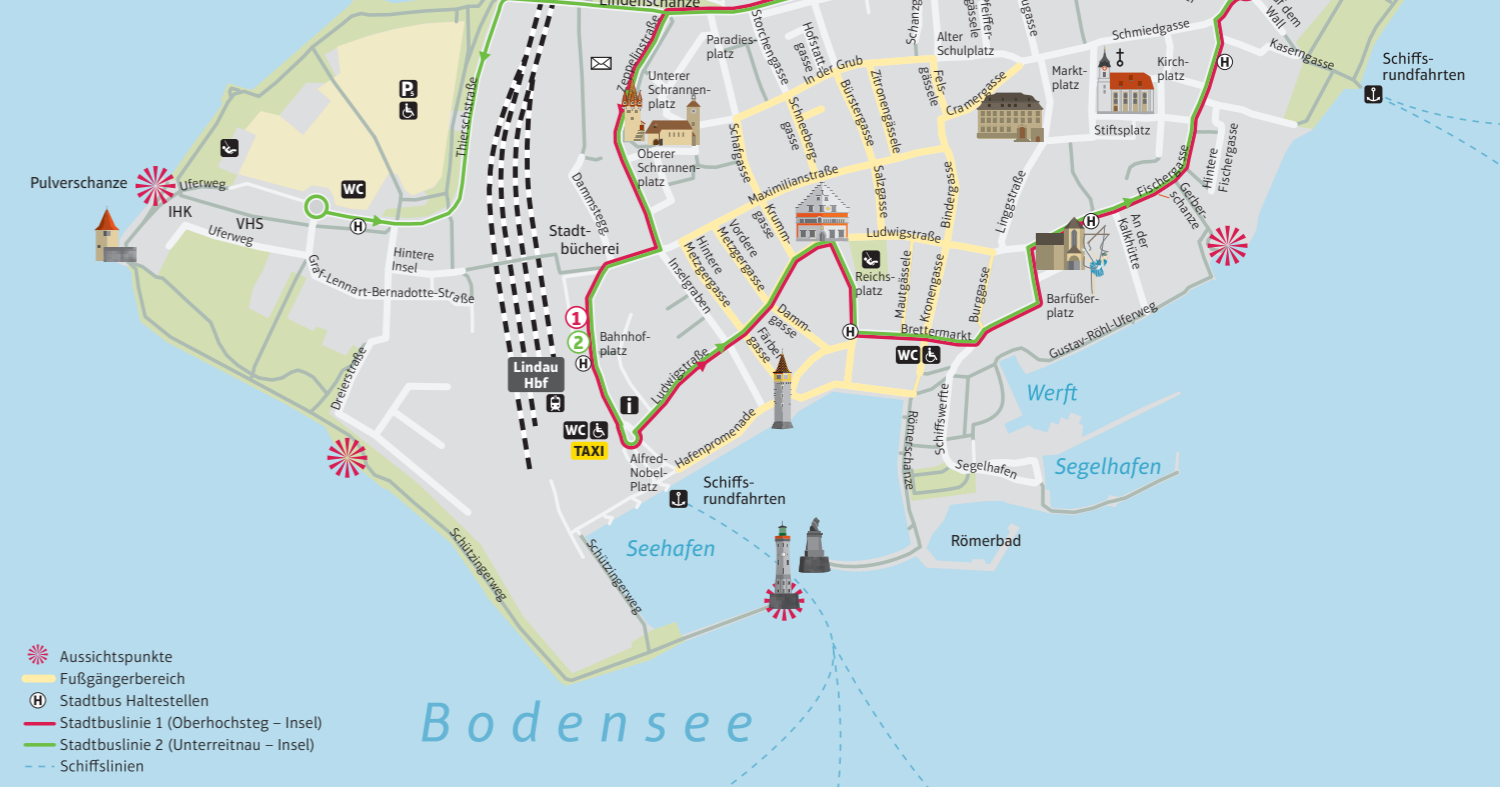 Lindenschanze
Zeppelinstraße
Thierschstraße
Paradies-
platz
Storchengasse
Hofstatt-
gasse
In der Grub
Alter
Schulplatz
Schmiedgasse
auf dem
Wall
Kaserngasse
Schiffs-
rundfahrten
Unterer
Schrannen-
platz
Oberer
Schrannen-
platz
Schafgasse
Schneeberg-
gasse
Bürstergasse
Zitronengässele
Fels-
gässele
Cramergasse
Markt-
platz
Kirch-
platz
Stiftsplatz
Hintere
Fischergasse
Fischergasse
Gerber-
schanze
P
WC
H
H
Pulverschanze
Uferweg
IHK
VHS
Uferweg
Hintere
Insel
Graf-Lennart-Bernadotte-Straße
Dammstegg.
Stadt-
bücherei
Maximilianstraße
Krumm-
gasse
Vordere
Metzgergasse
Hintere
Metzgergasse
Inselgraben
Salzgasse
Bindergasse
Linggstraße
Ludwigstraße
Reichs-
platz
Mautgässele
Kronengasse
Burggasse
Brettermarkt
H
WC
H
An der
Kalkhütte
Barfüßer-
platz
Gustav-Röhl-Uferweg
1
2
H
Bahnhof-
platz
Lindau
Hbf
Ludwigstraße
Damm-
gasse
Färber-
gasse
i
WC
TAXI
Alfred-
Nobel-
Platz
Hafenpromenade
Dreierstraße
Schützingerweg
Schützingerweg
Schiffs-
rundfahrten
Seehafen
Römerschanze
Schiffswerfte
Segelhafen
Werft
Segelhafen
Römerbad
Bodensee
Aussichtspunkte
Fußgängerbereich
H Stadtbus Haltestellen
Stadtbuslinie 1 (Oberhochsteg – Insel)
Stadtbuslinie 2 (Unterreitnau – Insel)
Schiffslinien